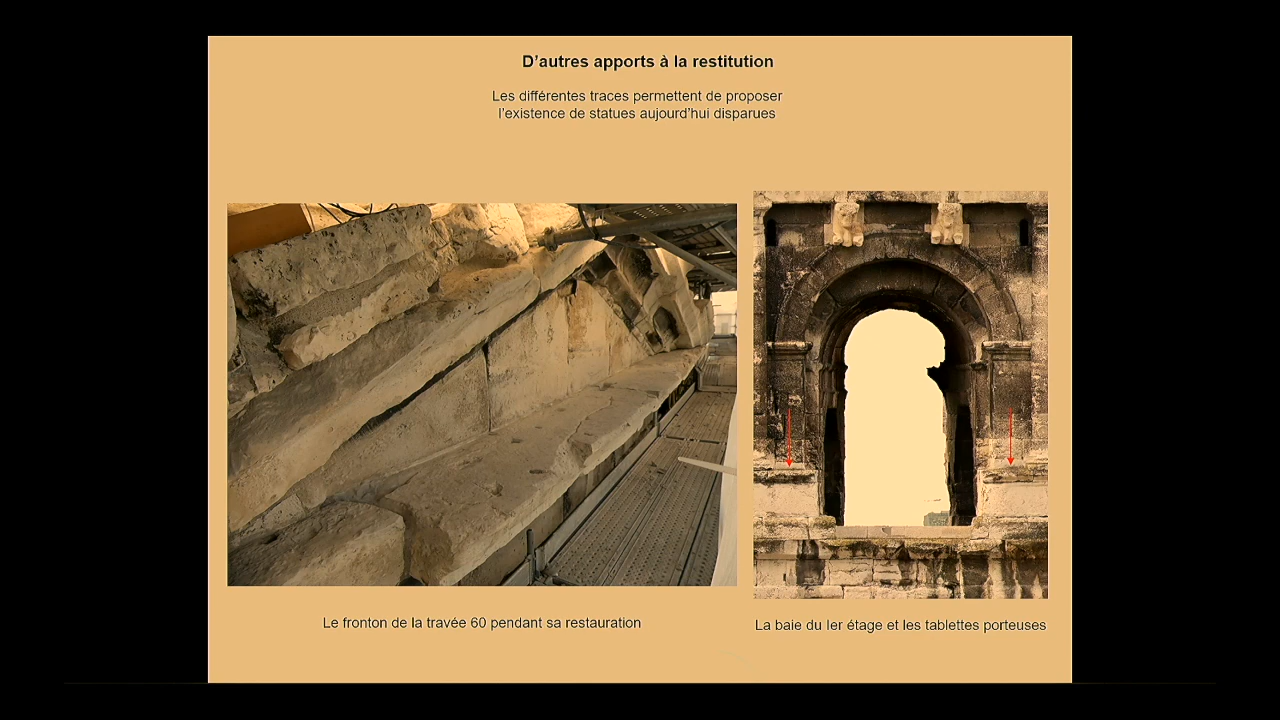 D’autres apports à la restitution
Les différentes traces permettent de proposer
l’existence de statues aujourd’hui disparues
Le fronton de la travée 60 pendant sa restauration
La baie du Ier étage et les tablettes porteuses